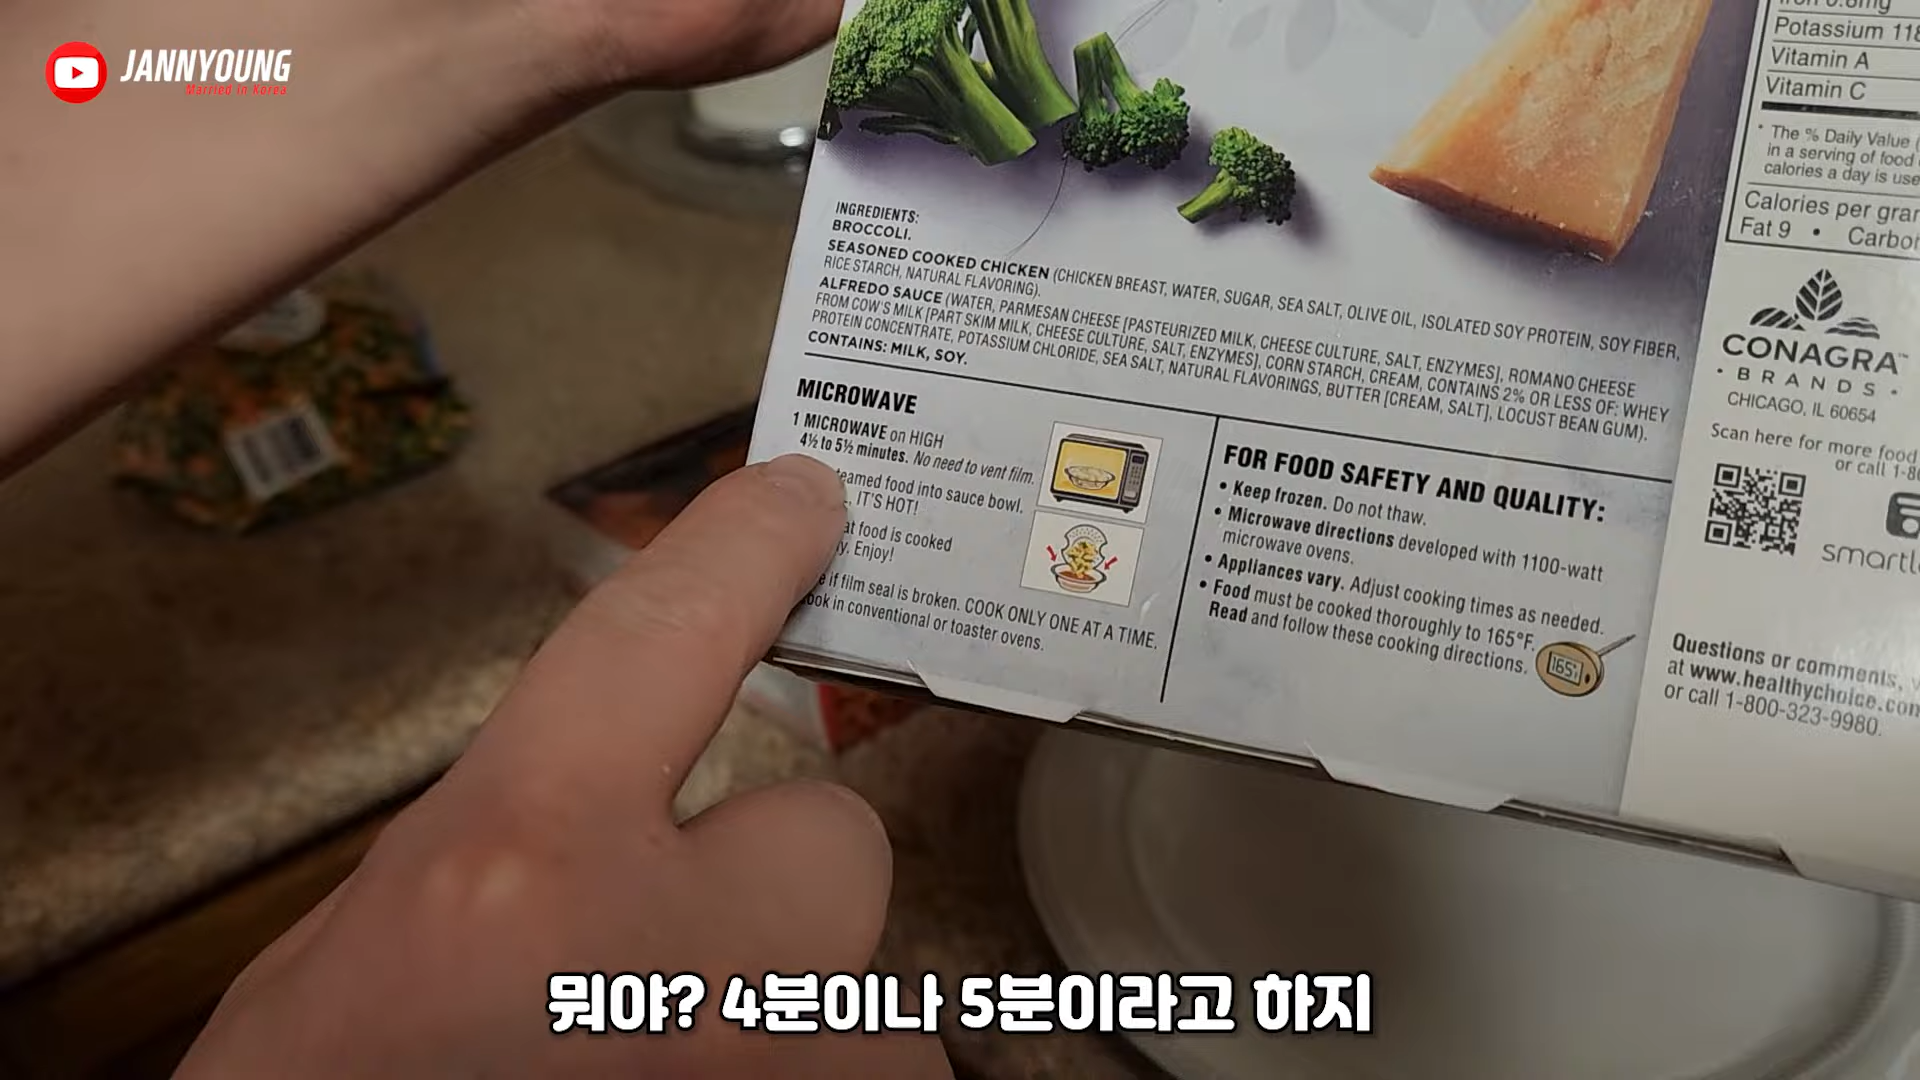 JANNYOUNG
Married in Korea
INGREDIENTS:
BROCCOLI.
SEASONED COOKED CHICKEN (CHICKEN BREAST, WATER, SUGAR, SEA SALT, OLIVE OIL, ISOLATED SOY PROTEIN, SOY FIBER,
RICE STARCH, NATURAL FLAVORING).
ALFREDO SAUCE (WATER, PARMESAN CHEESE [PASTEURIZED MILK, CHEESE CULTURE, SALT, ENZYMES], ROMANO CHEESE
FROM COW'S MILK [PART SKIM MILK, CHEESE CULTURE, SALT, ENZYMES], CORN STARCH, CREAM, CONTAINS 2% OR LESS OF: WHEY
PROTEIN CONCENTRATE, POTASSIUM CHLORIDE, SEA SALT, NATURAL FLAVORINGS, BUTTER [CREAM, SALT], LOCUST BEAN GUM).
CONTAINS: MILK, SOY.
MICROWAVE
1 MICROWAVE on HIGH
4½ to 5½ minutes. No need to vent film.
food into sauce bowl.
IT'S HOT!
food is cooked
Enjoy!
if film seal is broken. COOK ONLY ONE AT A TIME.
in conventional or toaster ovens.
FOR FOOD SAFETY AND QUALITY:
• Keep frozen. Do not thaw.
• Microwave directions developed with 1100-watt
microwave ovens.
• Appliances vary. Adjust cooking times as needed.
• Food must be cooked thoroughly to 165°F.
Read and follow these cooking directions.
165°
Potassium 118
Vitamin A
Vitamin C
* The % Daily Value
in a serving of food
calories a day is use
Calories per gram
Fat 9 •
CONAGRA™
• BRANDS •
CHICAGO, IL 60654
Scan here for more food
or call 1-8
Questions or comments,
at www.healthychoice.com
or call 1-800-323-9980.
뭐야? 4분이나 5분이라고 하지